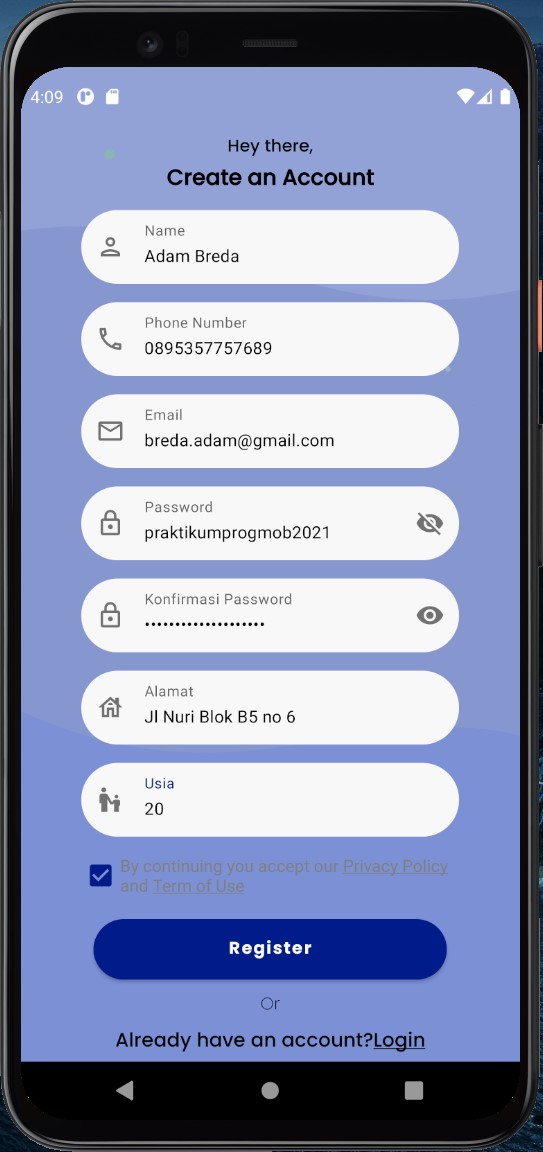 4:09
Hey there,
Create an Account
Name
Adam Breda
Phone Number
0895357757689
Email
breda.adam@gmail.com
Password
praktikumprogmob2021
Konfirmasi Password
••••••••••••••••••••
Alamat
Jl Nuri Blok B5 no 6
Usia
20
By continuing you accept our Privacy Policy
and Term of Use
Register
Or
Already have an account?Login